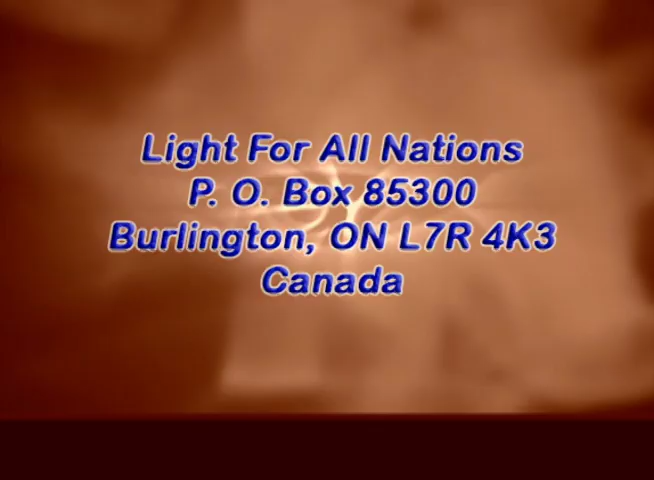 Light For All Nations
P. O. Box 85300
Burlington, ON L7R 4K3
Canada